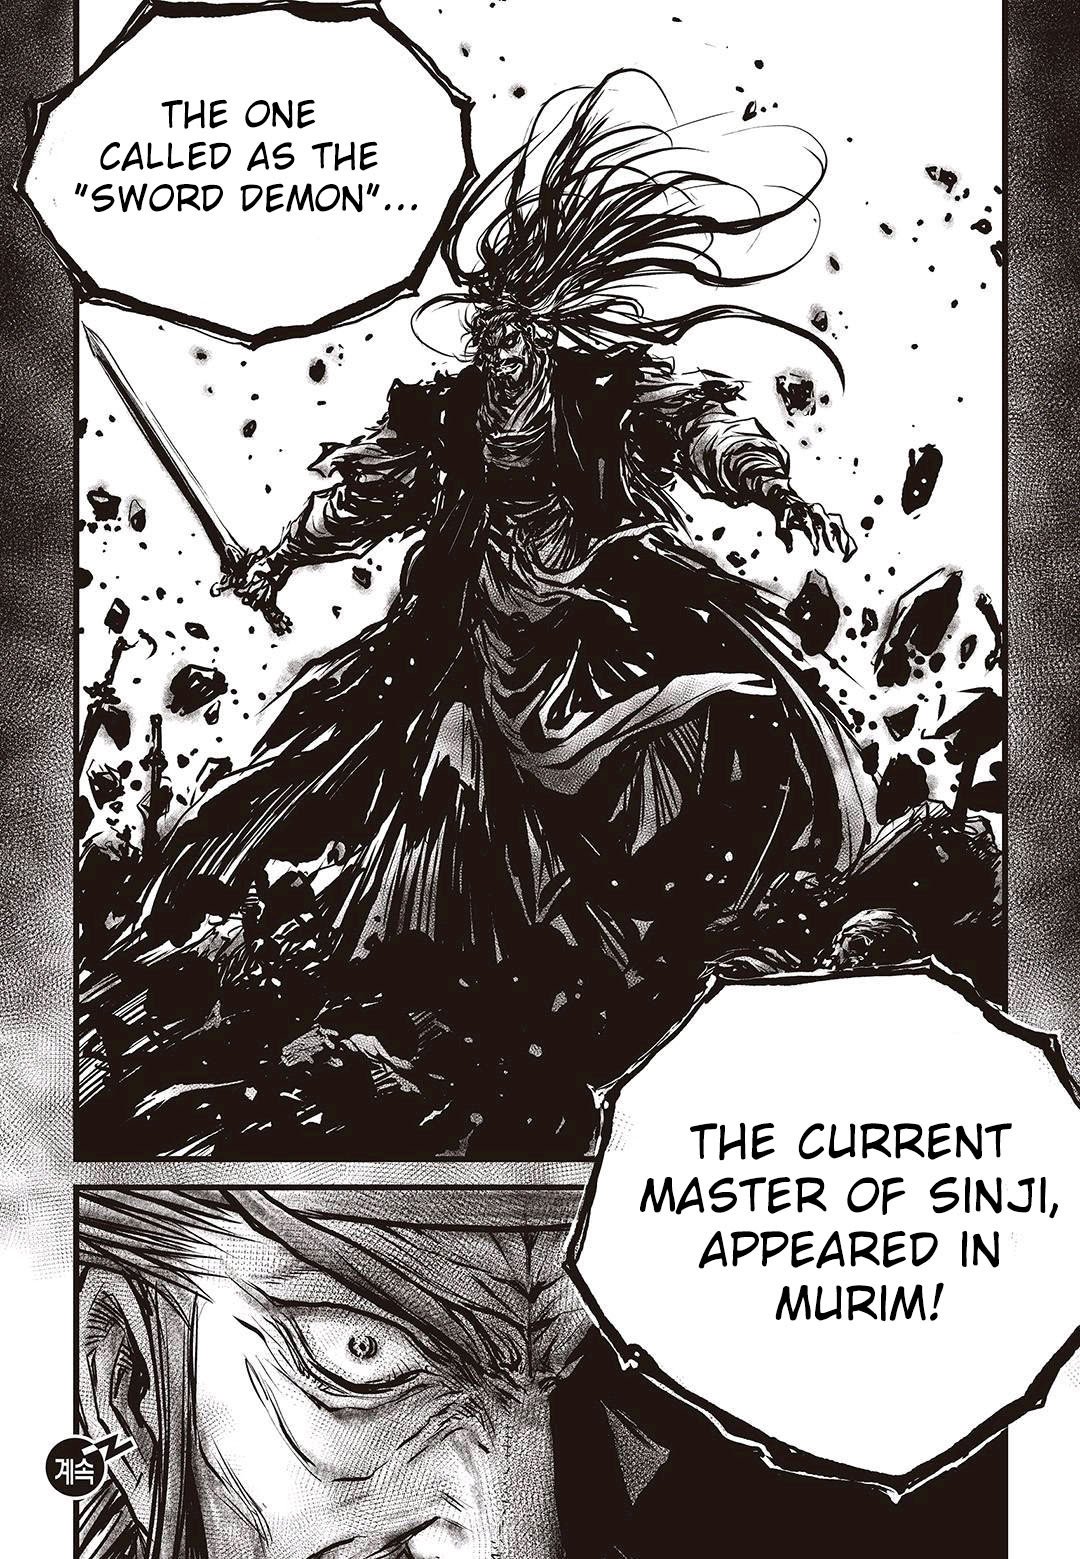 THE ONE
CALLED AS THE
"SWORD DEMON"...
THE CURRENT
MASTER OF SINJI,
APPEARED IN
MURIM!
계속